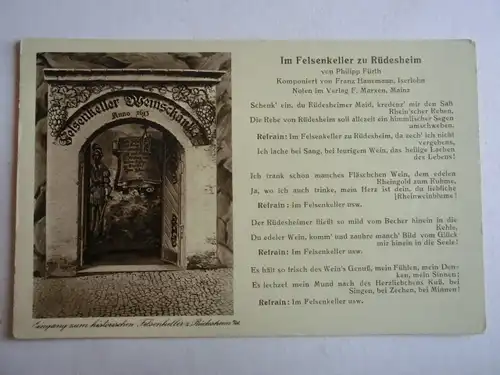 Felsenkeller Weinschank
Anno 1613
Eingang zum historischen Felsenkeller z. Rüdesheim
Im Felsenkeller zu Rüdesheim
von Philipp Fürth
Komponiert von Franz Hausmann, Iserlohn
Noten im Verlag F. Marxen, Mainz
Schenk' ein, du Rüdesheimer Maid, kredenz' mir den Saft
Rhein'scher Reben,
Die Rebe von Rüdesheim soll allzeit ein himmlischer Segen
umschweben.
Refrain: Im Felsenkeller zu Rüdesheim, da zech' ich nicht
vergebens,
Ich lache bei Sang, bei feurigem Wein, das heilige Lachen
des Lebens!
Ich trank schon manches Fläschchen Wein, dem edelen
Rheingold zum Ruhme,
Ja, wo ich auch trinke, mein Herz ist dein, du liebliche
[Rheinweinblume!
Refrain: Im Felsenkeller usw.
Der Rüdesheimer fließt so mild vom Becher hinein in die
Kehle,
Du edeler Wein, komm' und zaubre manch' Bild vom Glück
mir hinein in die Seele!
Refrain: Im Felsenkeller usw.
Es hält so frisch des Wein's Genuß, mein Fühlen, mein Den-
ken, mein Sinnen;
Es lechzet mein Mund nach des Herzliebchens Kuß, bei
Singen, bei Zechen, bei Minnen!
Refrain: Im Felsenkeller usw.